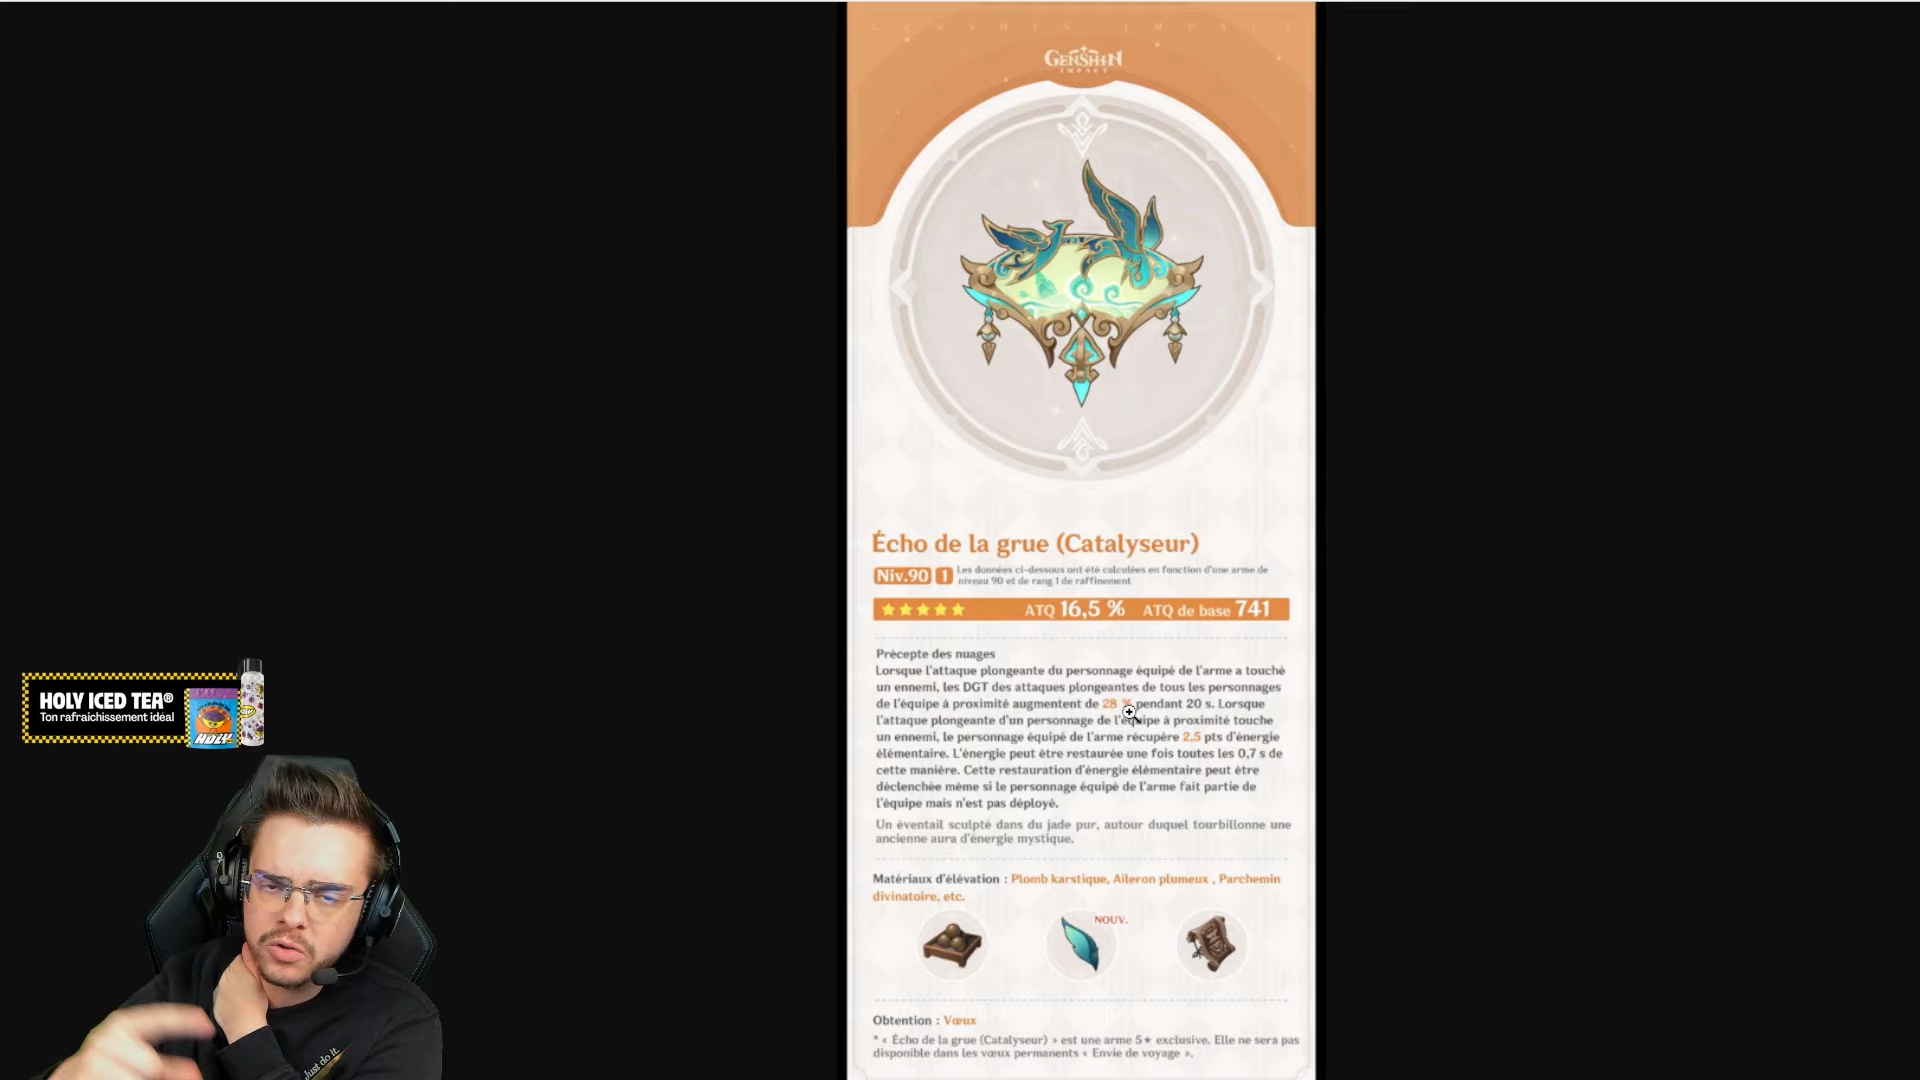 GENSHIN IMPACT
GENSHIN
IMPACT
Écho de la grue (Catalyseur)
Niv.90 1 Les données ci-dessous ont été calculées en fonction d'une arme de
niveau 90 et de rang 1 de raffinement
ATQ 16,5 % ATQ de base 741
Précepte des nuages
Lorsque l'attaque plongeante du personnage équipé de l'arme a touché
un ennemi, les DGT des attaques plongeantes de tous les personnages
de l'équipe à proximité augmentent de 28 % pendant 20 s. Lorsque
l'attaque plongeante d'un personnage de l'équipe à proximité touche
un ennemi, le personnage équipé de l'arme récupère 2,5 pts d'énergie
élémentaire. L'énergie peut être restaurée une fois toutes les 0,7 s de
cette manière. Cette restauration d'énergie élémentaire peut être
déclenchée même si le personnage équipé de l'arme fait partie de
l'équipe mais n'est pas déployé.
Un éventail sculpté dans du jade pur, autour duquel tourbillonne une
ancienne aura d'énergie mystique.
Matériaux d'élévation : Plomb karstique, Aileron plumeux , Parchemin
divinatoire, etc.
NOUV.
Obtention : Vœux
* « Écho de la grue (Catalyseur) » est une arme 5★ exclusive. Elle ne sera pas
disponible dans les vœux permanents « Envie de voyage ».
HOLY ICED TEA®
Ton rafraichissement idéal
HOLY
Just do it.